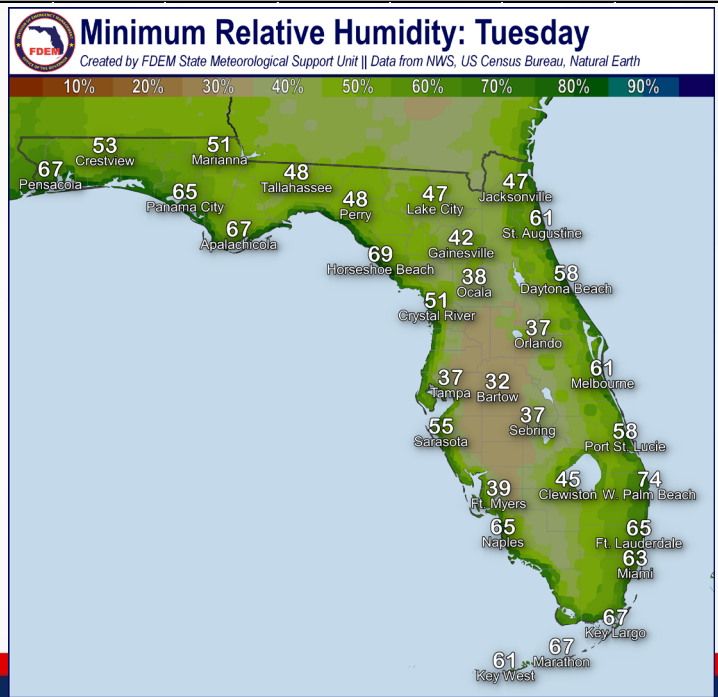 Minimum Relative Humidity: Tuesday
FDEM
Created by FDEM State Meteorological Support Unit || Data from NWS, US Census Bureau, Natural Earth
10% 20% 30% 40% 50% 60% 70% 80% 90%
53
Crestview
51
Marianna
67
Pensacola
48
Tallahassee
65
Panama City
48
Perry
47
Lake City
47
Jacksonville
67
Apalachicola
61
St. Augustine
42
Gainesville
69
Horseshoe Beach
38
Ocala
58
Daytona Beach
51
Crystal River
37
Orlando
61
Melbourne
37
Tampa
32
Bartow
37
Sebring
55
Sarasota
58
Port St. Lucie
39
Ft. Myers
45
Clewiston
74
W. Palm Beach
65
Naples
65
Ft. Lauderdale
63
Miami
67
Key Largo
67
Marathon
61
Key West